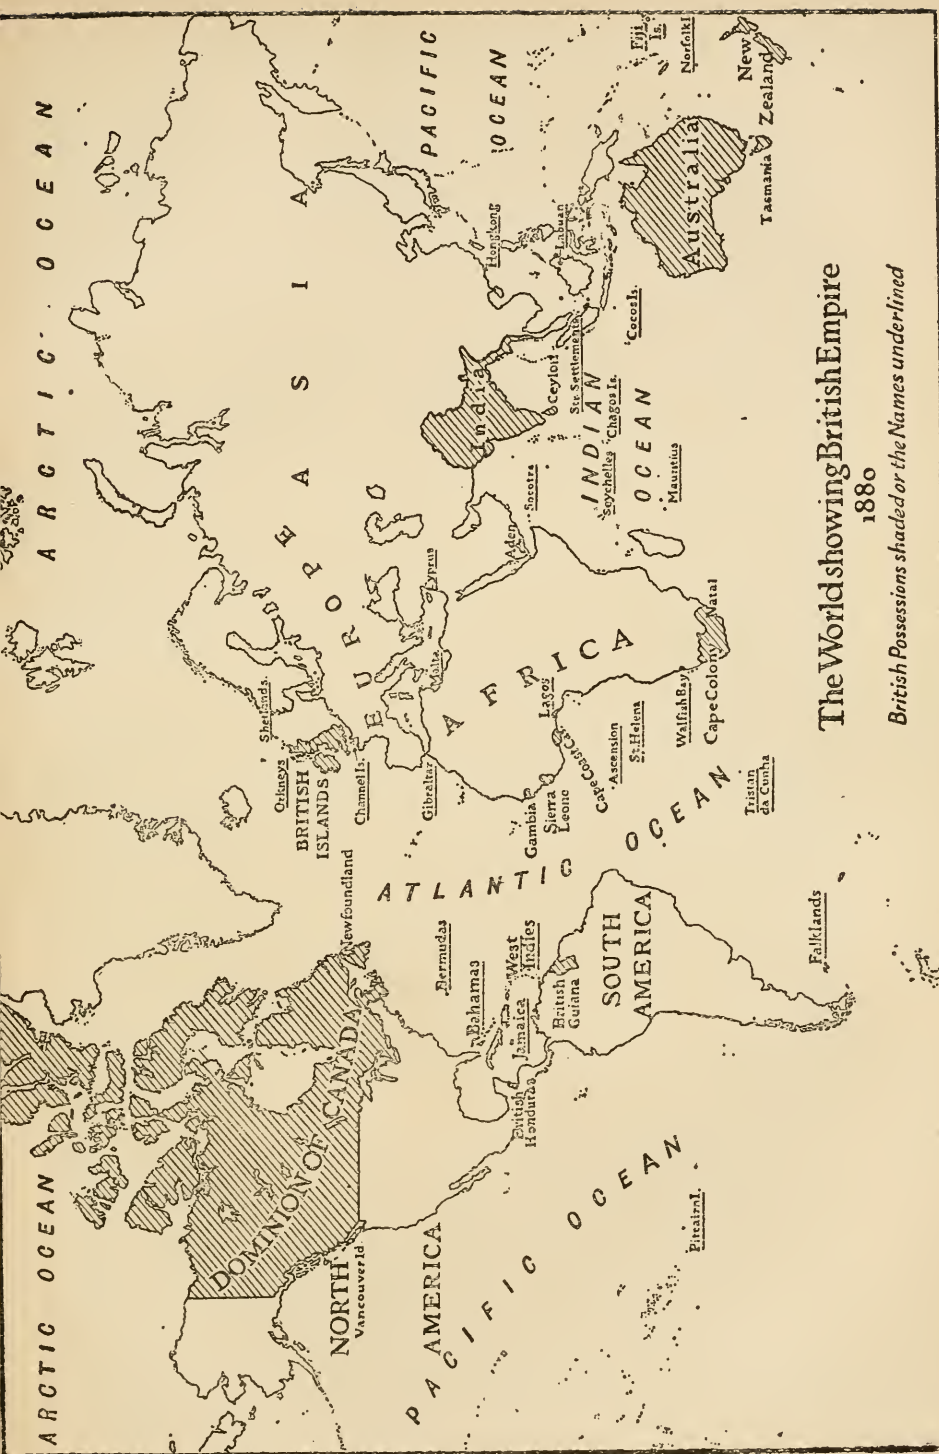 ARCTIC OCEAN
ARCTIC OCEAN
NORTH
AMERICA
Vancouver Id
DOMINION OF
CANADA
Newfoundland
BRITISH
ISLANDS
Orkneys
Shetlands
Channel Is.
EUROPE
ASIA
Gibraltar
Malta
Cyprus
ATLANTIC OCEAN
Bermudas
Bahamas
West
Indies
Jamaica
British
Honduras
British
Guiana
SOUTH
AMERICA
Falklands
PACIFIC OCEAN
Pitcairn I.
AFRICA
Gambia
Sierra
Leone
Cape Coast Ca.
Lagos
Ascension
St. Helena
Walfish Bay
Cape Colony
Natal
Tristan
da Cunha
Aden
Socotra
India
Ceylon
Str. Settlements
INDIAN
OCEAN
Seychelles
Chagos Is.
Mauritius
Cocos Is.
Hongkong
Labuan
PACIFIC
OCEAN
Australia
Tasmania
New
Zealand
Fiji
Is.
Norfolk I.
The World showing British Empire
1880
British Possessions shaded or the Names underlined